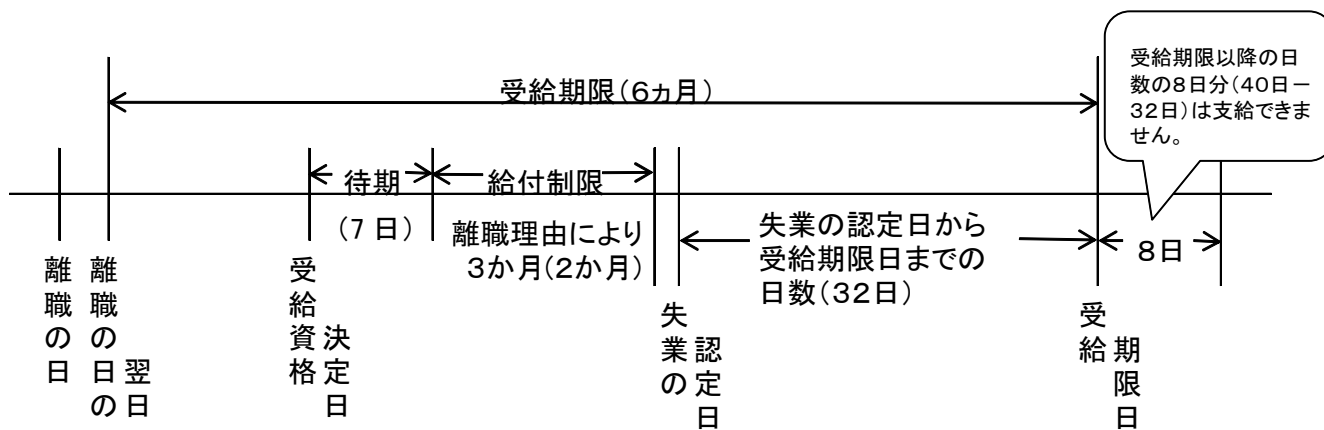 受給期限以降の日
数の8日分(40日－
32日)は支給できま
せん。
受給期限(6ヵ月)
待期
給付制限
(7日)
離職理由により
3か月(2か月)
失業の認定日から
受給期限日までの
日数(32日)
8日
離職の日
離職の日の
翌日
受給資格
決定日
失業の
認定日
受給
期限日